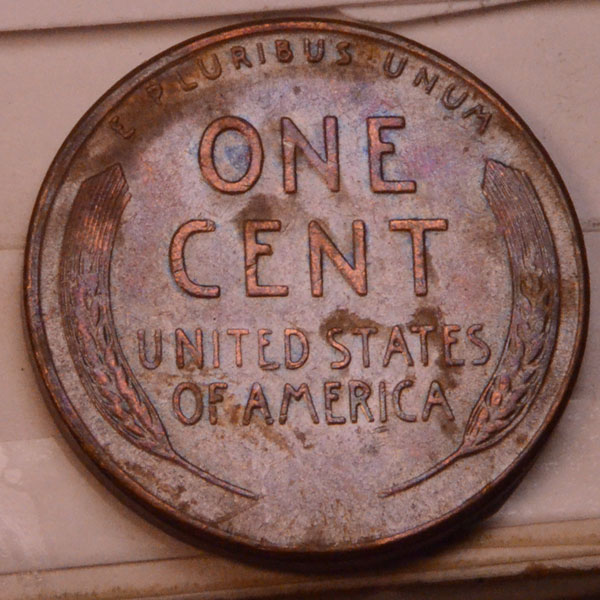 E PLURIBUS UNUM
ONE
CENT
UNITED STATES
OF AMERICA